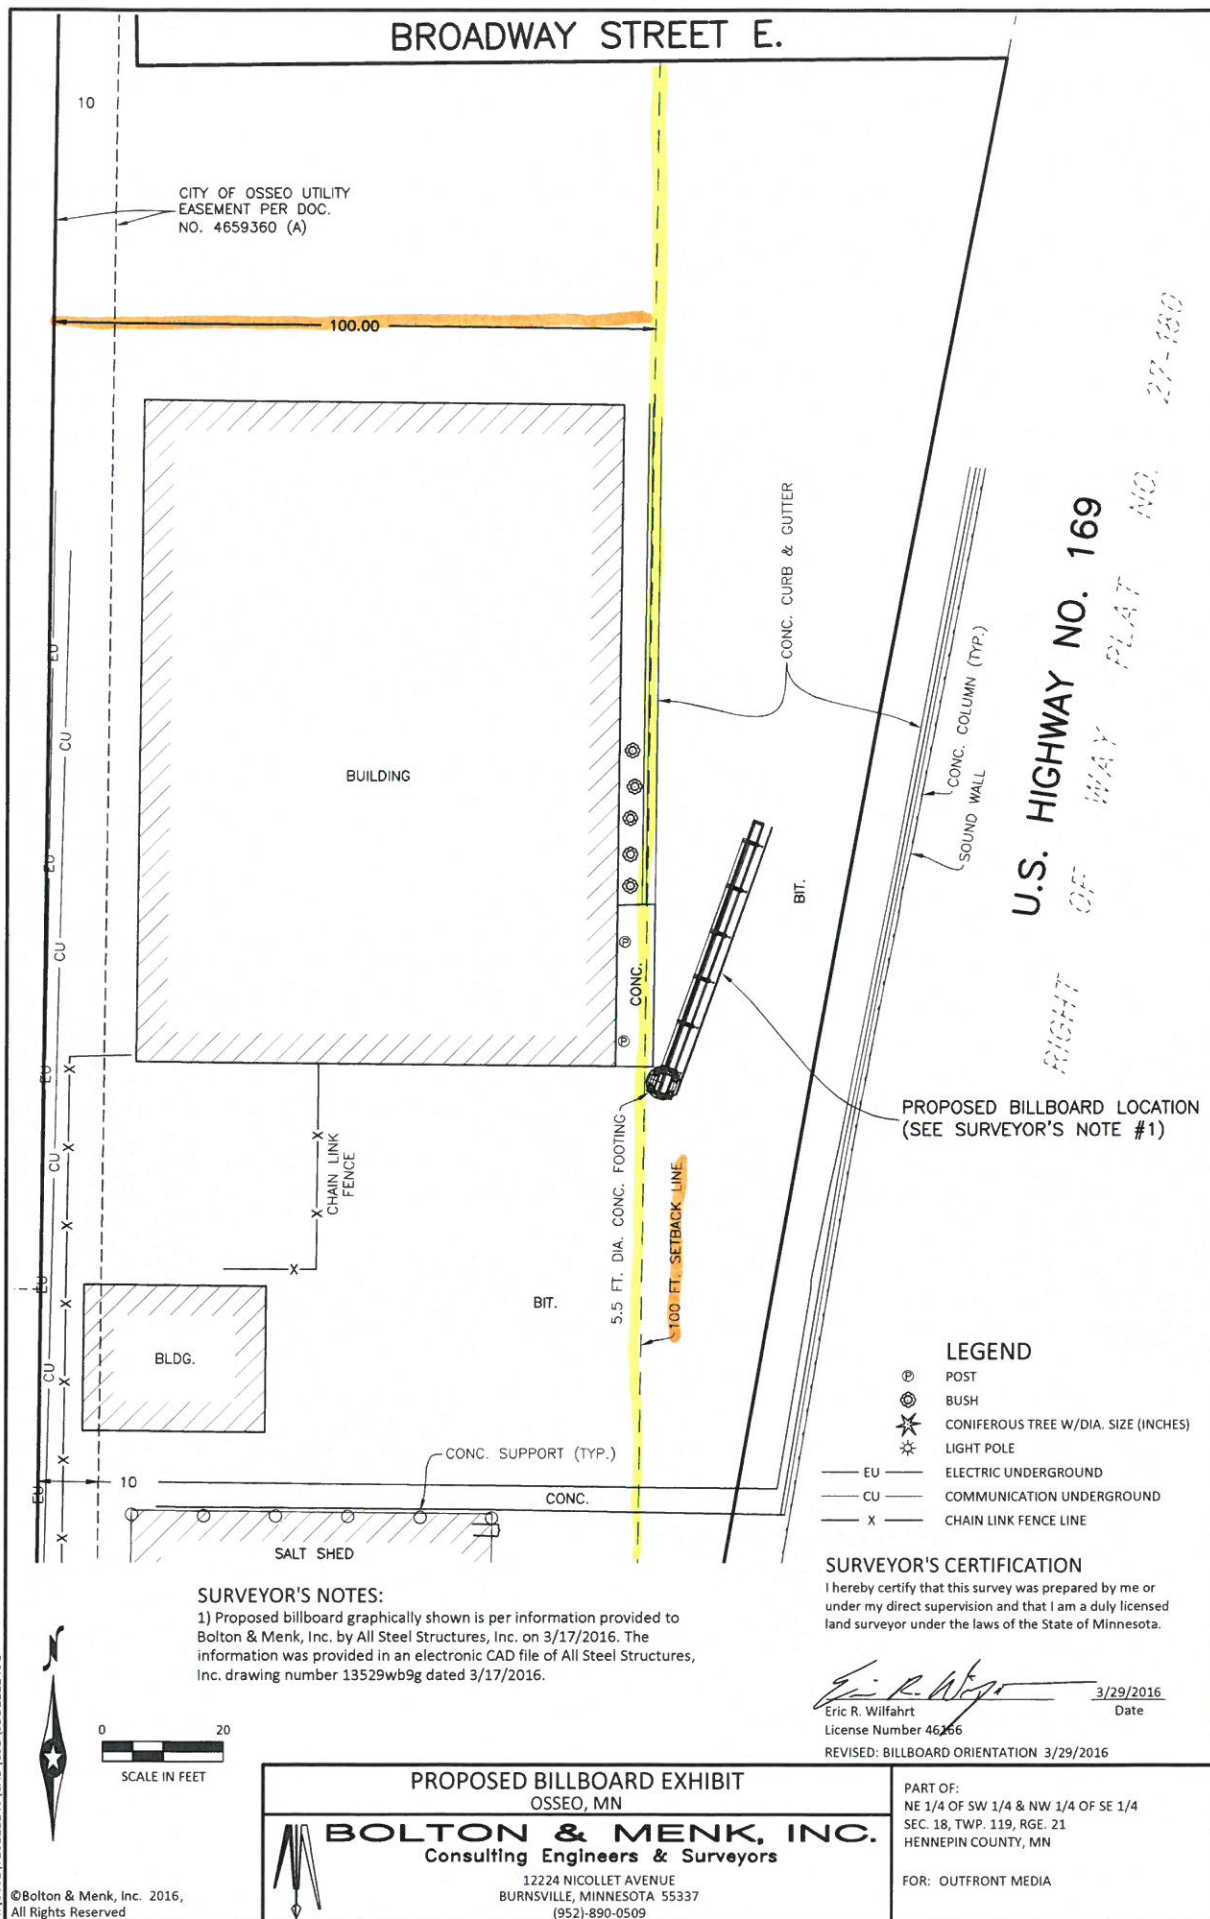 BROADWAY STREET E.
10
CITY OF OSSEO UTILITY
EASEMENT PER DOC.
NO. 4659360 (A)
100.00
CONC. CURB & GUTTER
U.S. HIGHWAY NO. 169
RIGHT OF WAY PLAT NO. 27-180
CONC. COLUMN (TYP.)
SOUND WALL
EU
CU
BUILDING
BIT.
EU
CU
P
CONC.
P
EU
X
PROPOSED BILLBOARD LOCATION
(SEE SURVEYOR'S NOTE #1)
X
X
CU
CHAIN LINK
FENCE
X
X
X
5.5 FT. DIA. CONC. FOOTING
100 FT. SETBACK LINE
EU
X
BIT.
BLDG.
CU
X
X
CONC. SUPPORT (TYP.)
10
EU
CONC.
X
SALT SHED
LEGEND
P POST
BUSH
CONIFEROUS TREE W/DIA. SIZE (INCHES)
LIGHT POLE
EU ELECTRIC UNDERGROUND
CU COMMUNICATION UNDERGROUND
X CHAIN LINK FENCE LINE
SURVEYOR'S NOTES:
1) Proposed billboard graphically shown is per information provided to
Bolton & Menk, Inc. by All Steel Structures, Inc. on 3/17/2016. The
information was provided in an electronic CAD file of All Steel Structures,
Inc. drawing number 13529wb9g dated 3/17/2016.
SURVEYOR'S CERTIFICATION
I hereby certify that this survey was prepared by me or
under my direct supervision and that I am a duly licensed
land surveyor under the laws of the State of Minnesota.
3/29/2016
Eric R. Wilfahrt Date
License Number 46166
REVISED: BILLBOARD ORIENTATION 3/29/2016
N
0 20
SCALE IN FEET
PROPOSED BILLBOARD EXHIBIT
OSSEO, MN
BOLTON & MENK, INC.
Consulting Engineers & Surveyors
12224 NICOLLET AVENUE
BURNSVILLE, MINNESOTA 55337
(952)-890-0509
PART OF:
NE 1/4 OF SW 1/4 & NW 1/4 OF SE 1/4
SEC. 18, TWP. 119, RGE. 21
HENNEPIN COUNTY, MN
FOR: OUTFRONT MEDIA
©Bolton & Menk, Inc. 2016,
All Rights Reserved